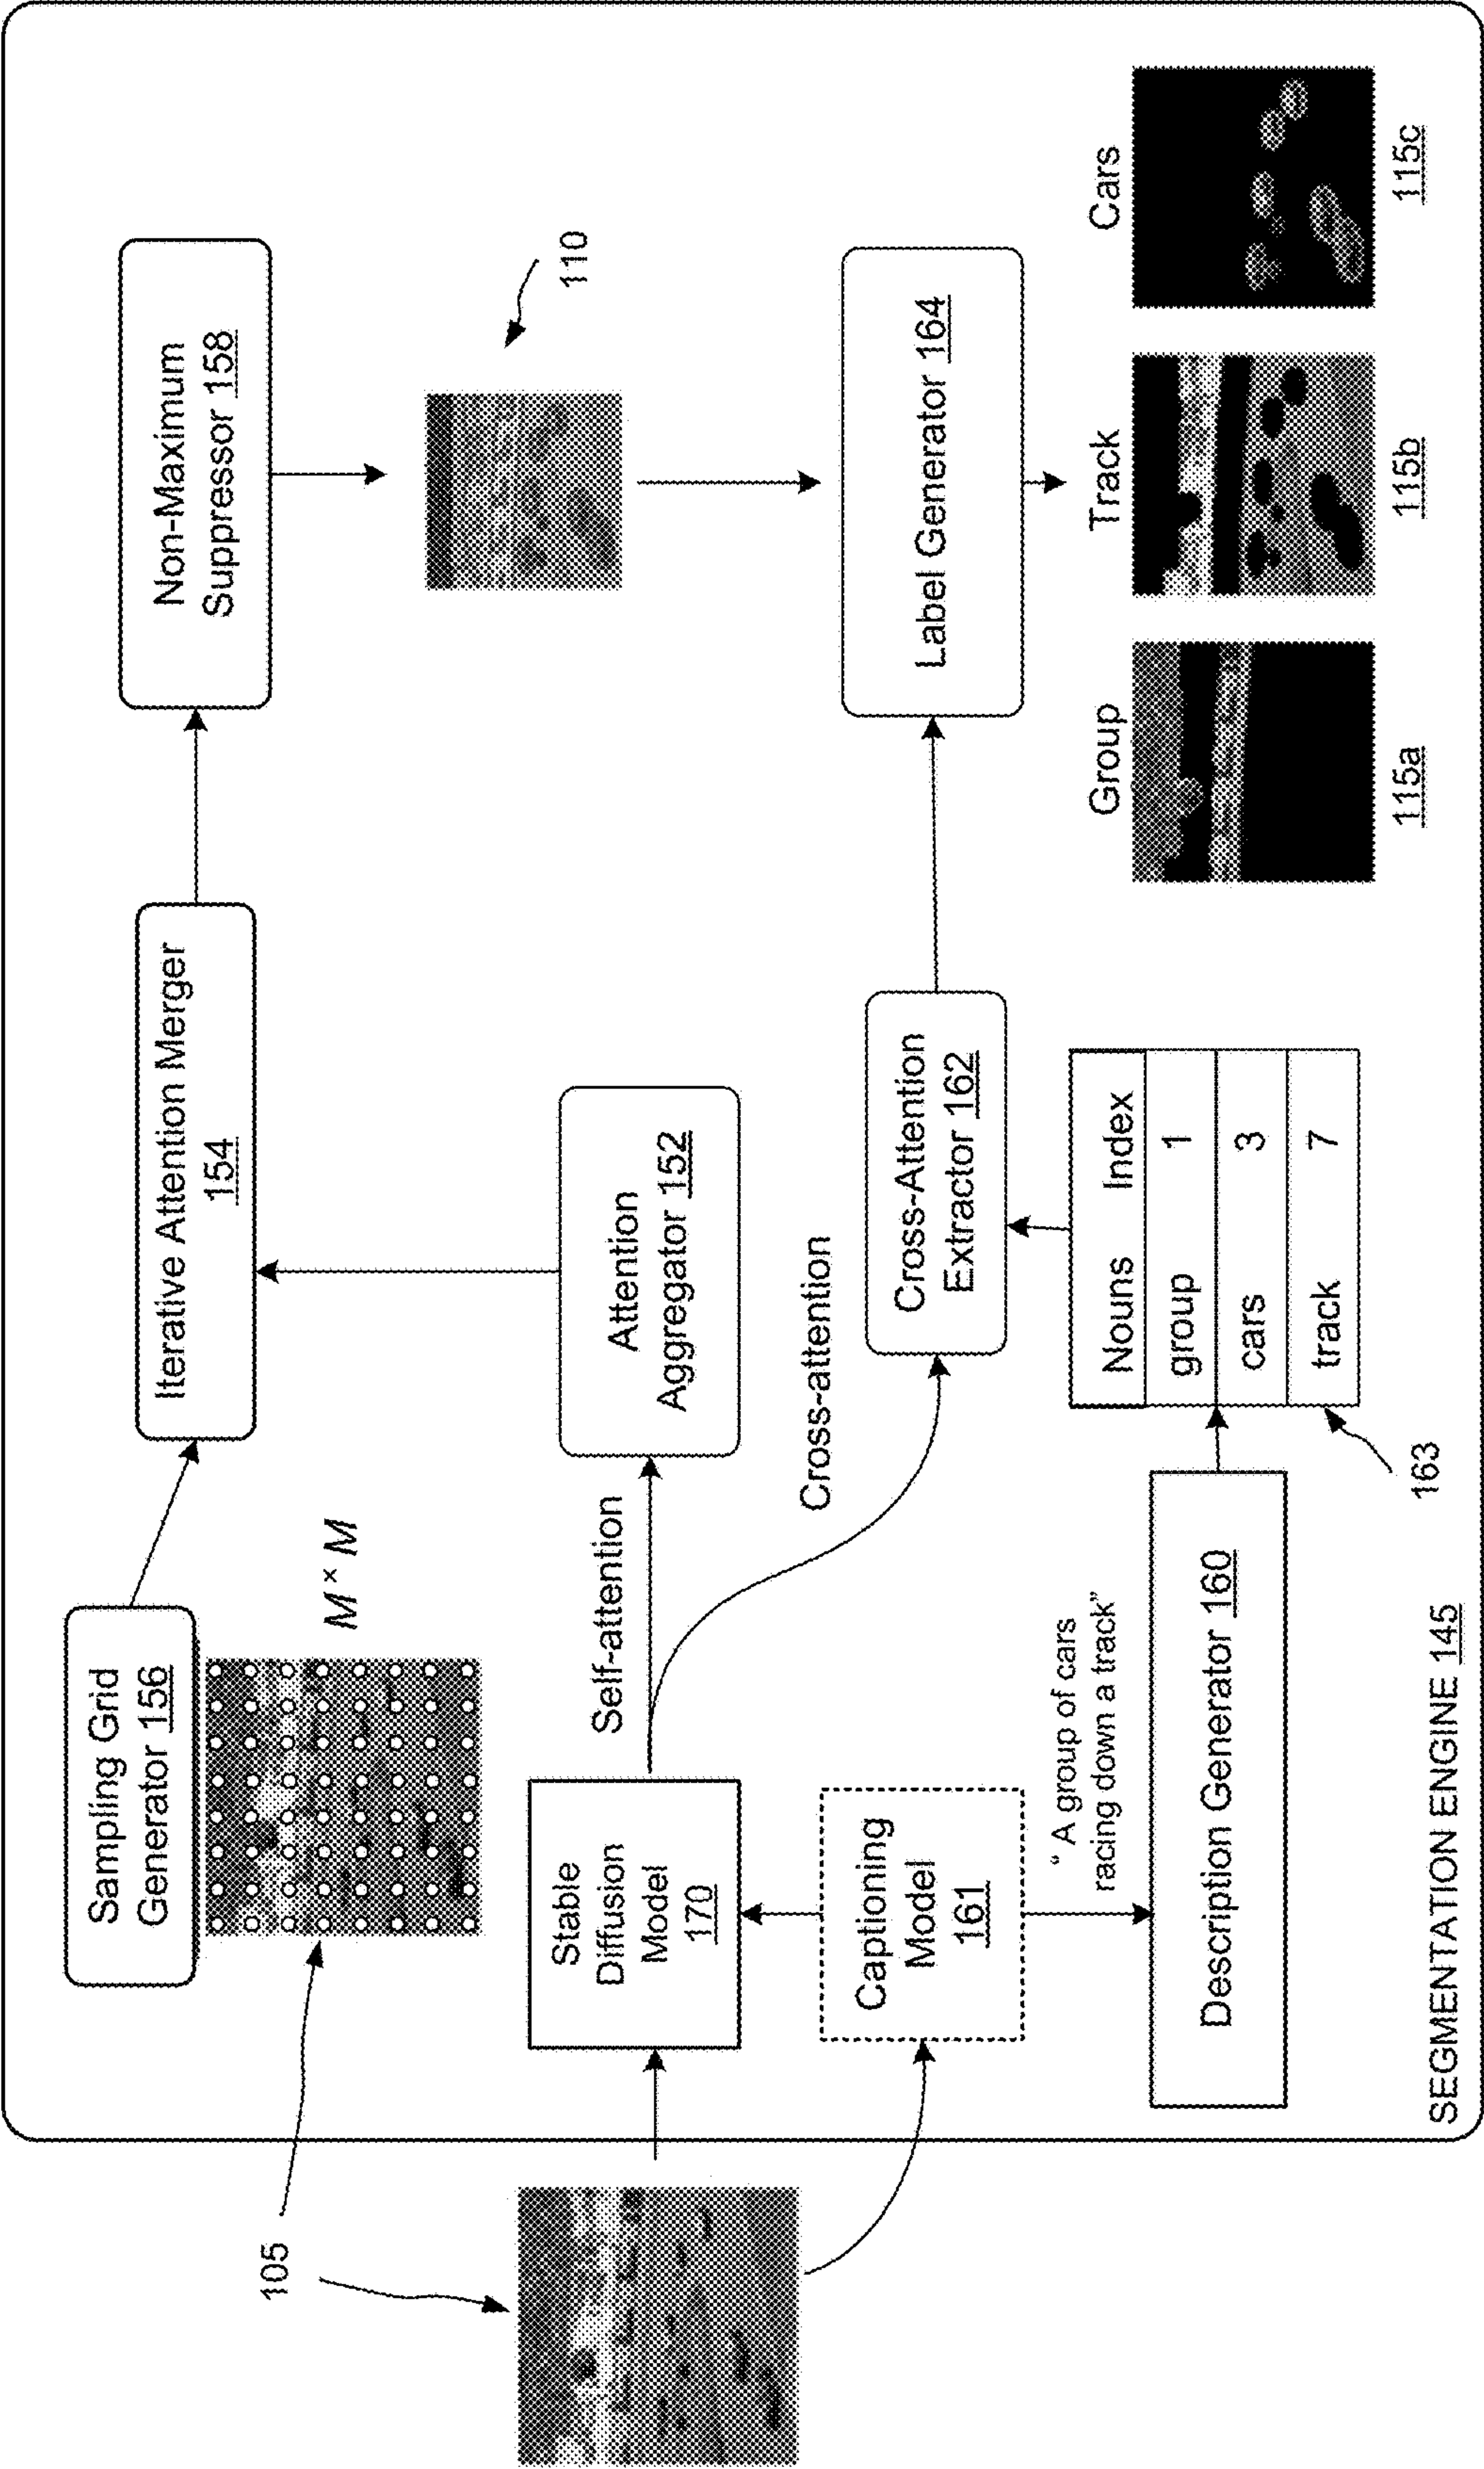 105
Sampling Grid
Generator 156
M × M
Iterative Attention Merger
154
Non-Maximum
Suppressor 158
110
Stable
Diffusion
Model
170
Self-attention
Attention
Aggregator 152
Cross-attention
Captioning
Model
161
Cross-Attention
Extractor 162
Label Generator 164
“ A group of cars
racing down a track”
Description Generator 160
Nouns Index
group 1
cars 3
track 7
163
Group
Track
Cars
115a
115b
115c
SEGMENTATION ENGINE 145